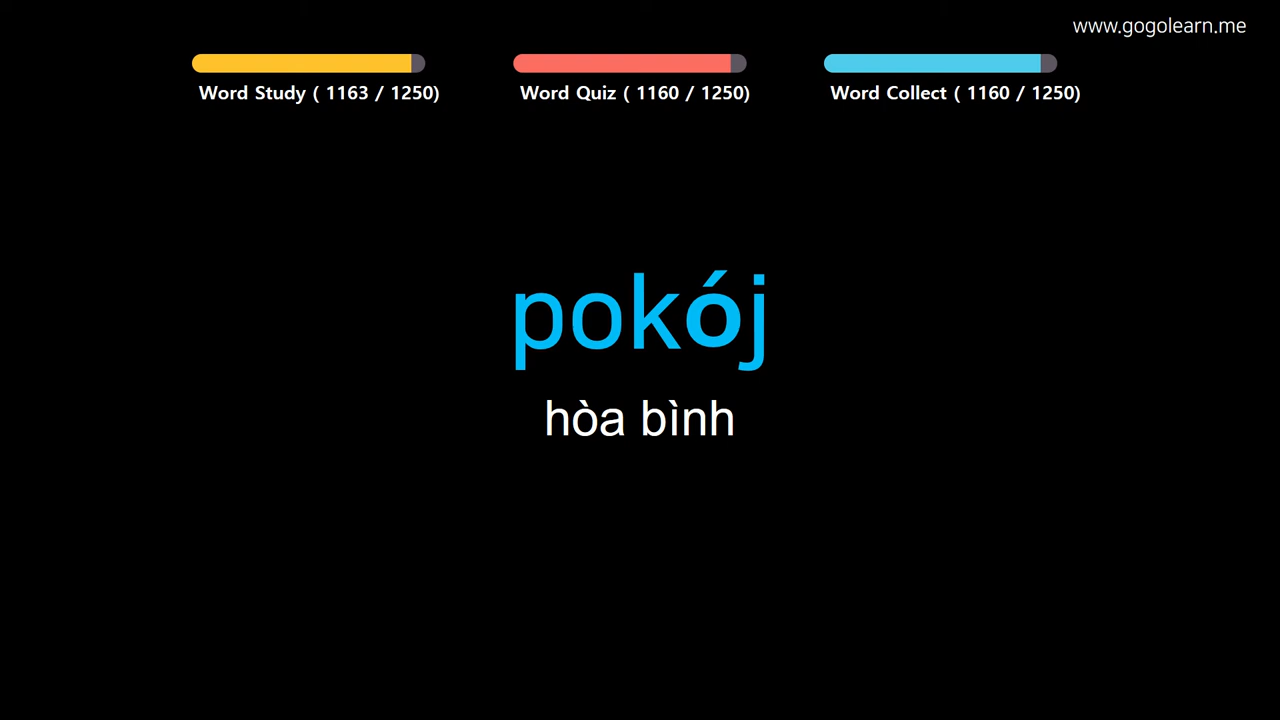 www.gogolearn.me
Word Study ( 1163 / 1250)
Word Quiz ( 1160 / 1250)
Word Collect ( 1160 / 1250)
pokój
hòa bình